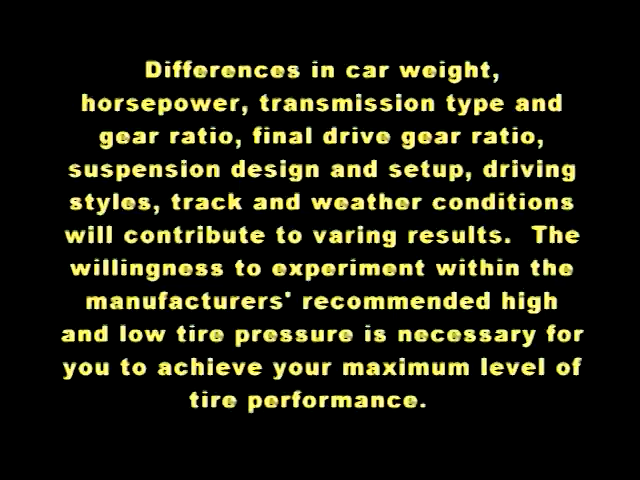 Differences in car weight,
horsepower, transmission type and
gear ratio, final drive gear ratio,
suspension design and setup, driving
styles, track and weather conditions
will contribute to varing results.  The
willingness to experiment within the
manufacturers' recommended high
and low tire pressure is necessary for
you to achieve your maximum level of
tire performance.